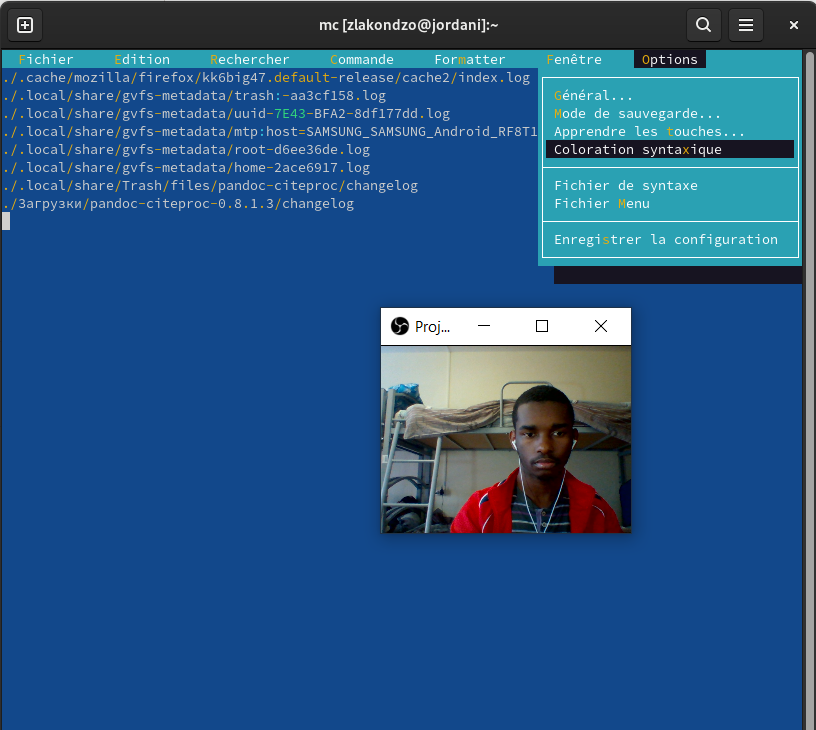 mc [zlakondzo@jordani]:~
Fichier Edition Rechercher Commande Formatter Fenêtre Options
./.cache/mozilla/firefox/kk6big47.default-release/cache2/index.log
./.local/share/gvfs-metadata/trash:-aa3cf158.log
./.local/share/gvfs-metadata/uuid-7E43-BFA2-8df177dd.log
./.local/share/gvfs-metadata/mtp:host=SAMSUNG_SAMSUNG_Android_RF8T1
./.local/share/gvfs-metadata/root-d6ee36de.log
./.local/share/gvfs-metadata/home-2ace6917.log
./.local/share/Trash/files/pandoc-citeproc/changelog
./Загрузки/pandoc-citeproc-0.8.1.3/changelog
Général...
Mode de sauvegarde...
Apprendre les touches...
Coloration syntaxique
Fichier de syntaxe
Fichier Menu
Enregistrer la configuration
Proj...